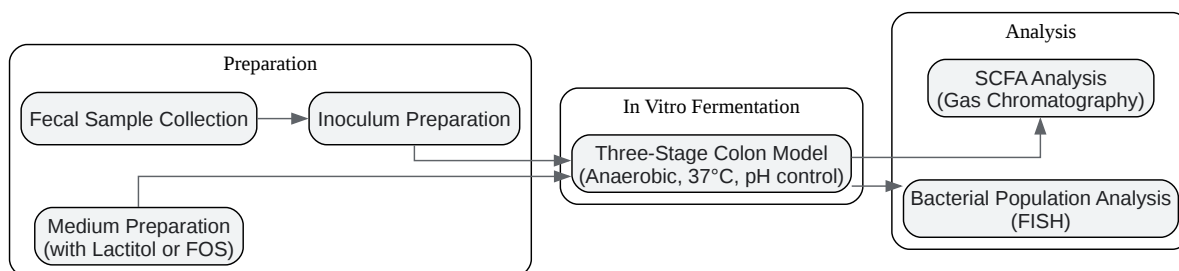 Preparation
Fecal Sample Collection
Inoculum Preparation
Medium Preparation
(with Lactitol or FOS)
In Vitro Fermentation
Three-Stage Colon Model
(Anaerobic, 37°C, pH control)
Analysis
SCFA Analysis
(Gas Chromatography)
Bacterial Population Analysis
(FISH)